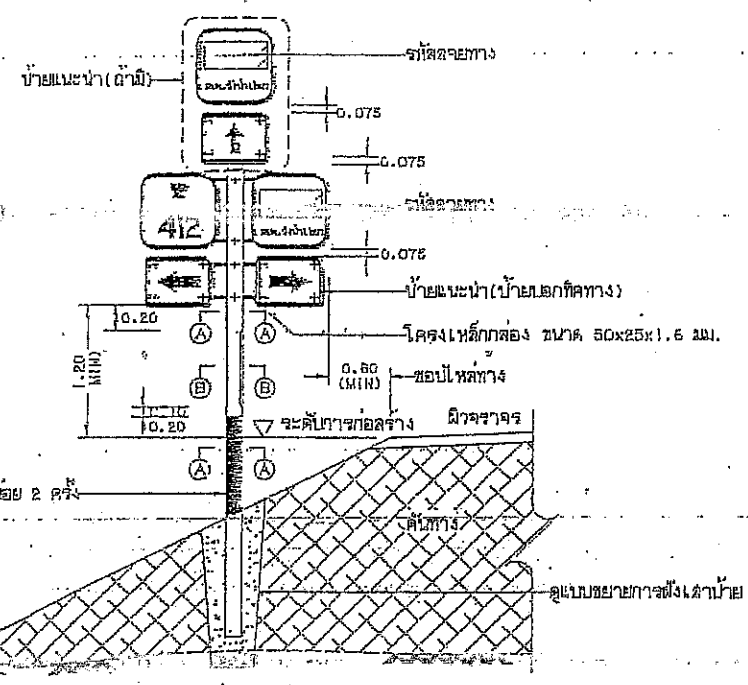 รหัสสายทาง
ป้ายแนะนำ(ถ้ามี)
0.075
0.075
รหัสสายทาง
412
0.075
ป้ายแนะนำ(ป้ายบอกทิศทาง)
0.20
A A
โครงเหล็กกล่อง ขนาด 50x25x1.6 มม.
1.20
(MIN)
0.60
(MIN)
ขอบไหล่ทาง
B B
0.20
ระดับการก่อสร้าง
ผิวจราจร
A A
2 ครั้ง
คันทาง
ดูแบบขยายการฝังเสาป้าย